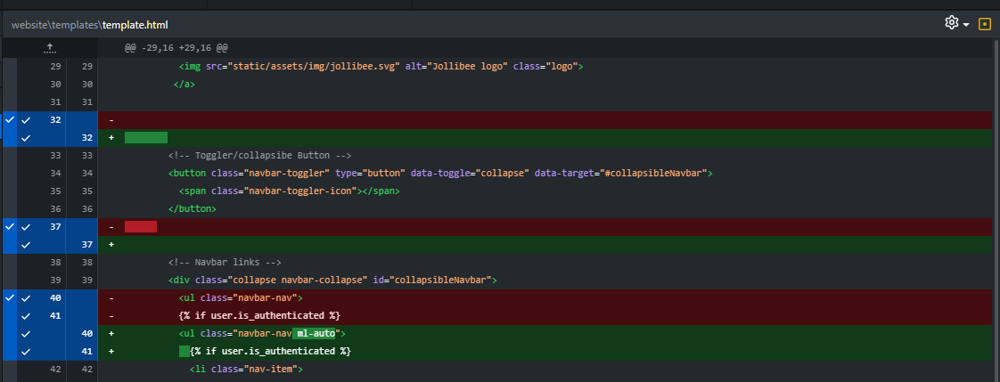 website\templates\template.html
@@ -29,16 +29,16 @@
29 29 <img src="static/assets/img/jollibee.svg" alt="Jollibee logo" class="logo">
30 30 </a>
31 31
32 -
32 +
33 33 <!-- Toggler/collapsibe Button -->
34 34 <button class="navbar-toggler" type="button" data-toggle="collapse" data-target="#collapsibleNavbar">
35 35 <span class="navbar-toggler-icon"></span>
36 36 </button>
37 -
37 +
38 38 <!-- Navbar links -->
39 39 <div class="collapse navbar-collapse" id="collapsibleNavbar">
40 - <ul class="navbar-nav">
41 - {% if user.is_authenticated %}
40 + <ul class="navbar-nav ml-auto">
41 + {% if user.is_authenticated %}
42 42 <li class="nav-item">